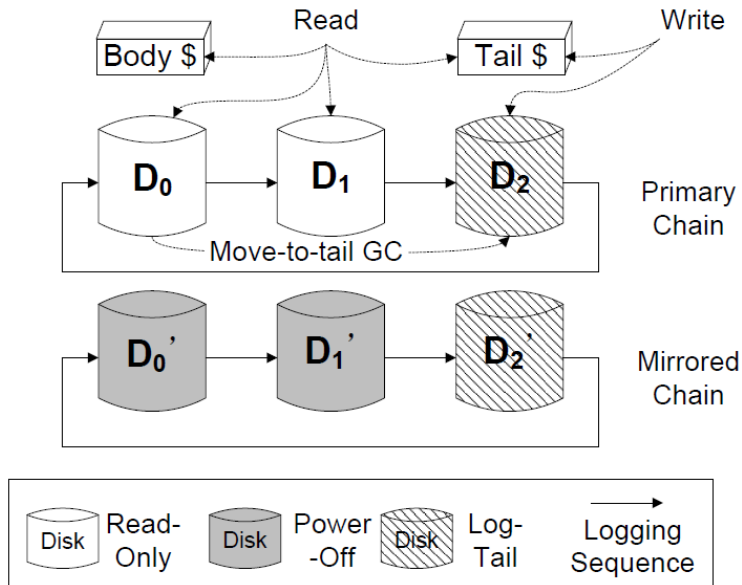 Read
Write
Body $
Tail $
D0
D1
D2
Primary
Chain
Move-to-tail GC
D0’
D1’
D2’
Mirrored
Chain
Disk
Read-
Only
Disk
Power
-Off
Disk
Log-
Tail
Logging
Sequence